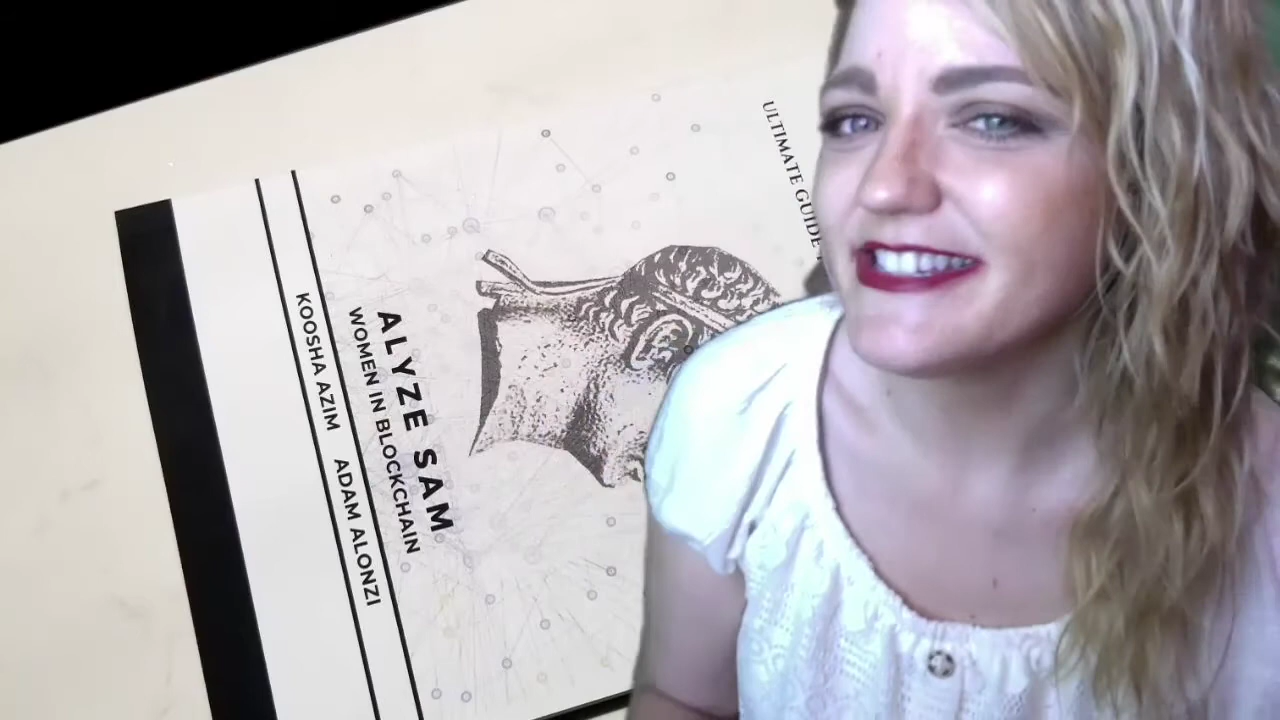 ULTIMATE GUIDE
ALYZE SAM
WOMEN IN BLOCKCHAIN
KOOSHA AZIM ADAM ALONZI